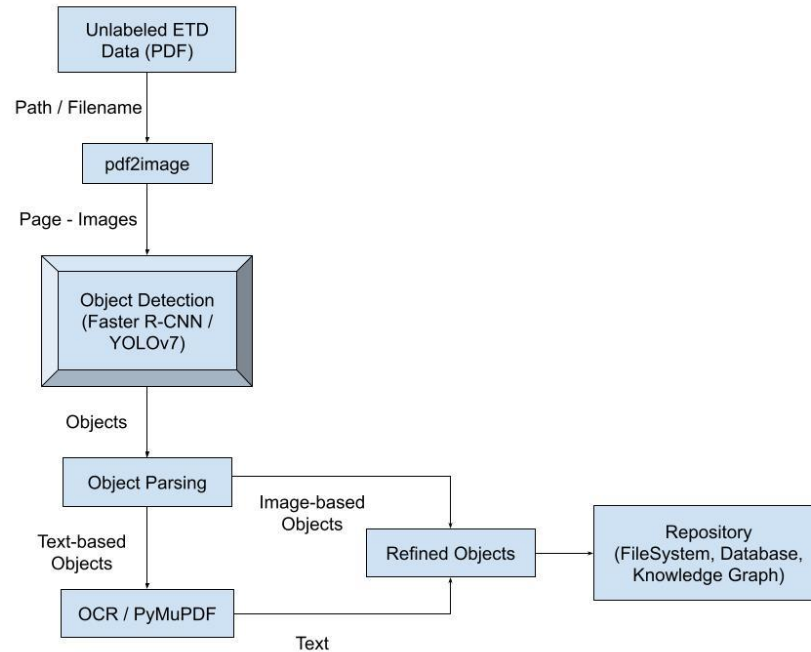 Unlabeled ETD
Data (PDF)
Path / Filename
pdf2image
Page - Images
Object Detection
(Faster R-CNN /
YOLOv7)
Objects
Object Parsing
Image-based
Objects
Text-based
Objects
Refined Objects
Repository
(FileSystem, Database,
Knowledge Graph)
OCR / PyMuPDF
Text